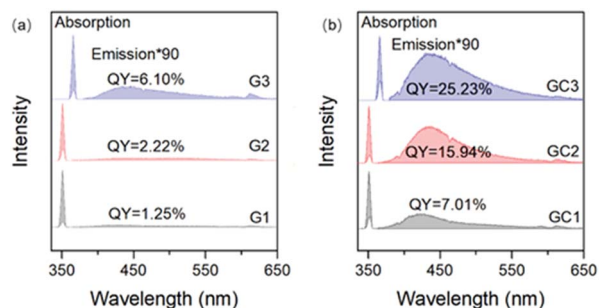 (a)
Absorption
Emission*90
QY=6.10%
G3
QY=2.22%
G2
QY=1.25%
G1
Intensity
350
450
550
650
Wavelength (nm)
(b)
Absorption
Emission*90
QY=25.23%
GC3
QY=15.94%
GC2
QY=7.01%
GC1
Intensity
350
450
550
650
Wavelength (nm)